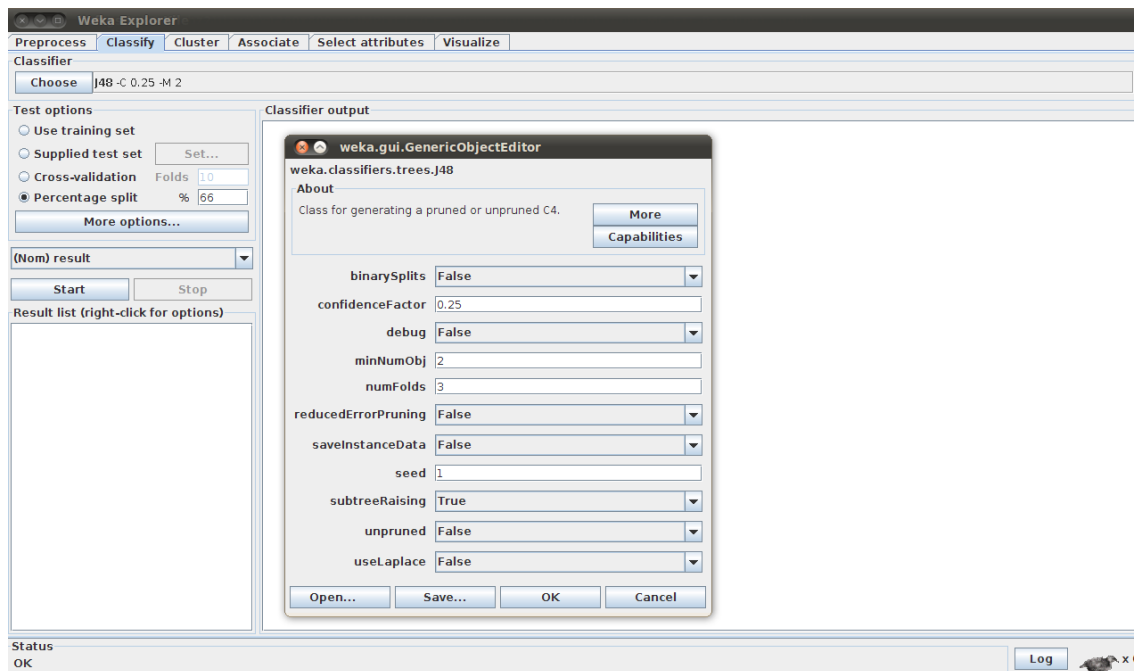 Weka Explorer
Preprocess Classify Cluster Associate Select attributes Visualize
Classifier
Choose J48 -C 0.25 -M 2
Test options
Use training set
Supplied test set Set...
Cross-validation Folds 10
Percentage split % 66
More options...
(Nom) result
Start Stop
Result list (right-click for options)
Classifier output
weka.gui.GenericObjectEditor
weka.classifiers.trees.J48
About
Class for generating a pruned or unpruned C4.
More
Capabilities
binarySplits False
confidenceFactor 0.25
debug False
minNumObj 2
numFolds 3
reducedErrorPruning False
saveInstanceData False
seed 1
subtreeRaising True
unpruned False
useLaplace False
Open... Save... OK Cancel
Status
OK
Log x